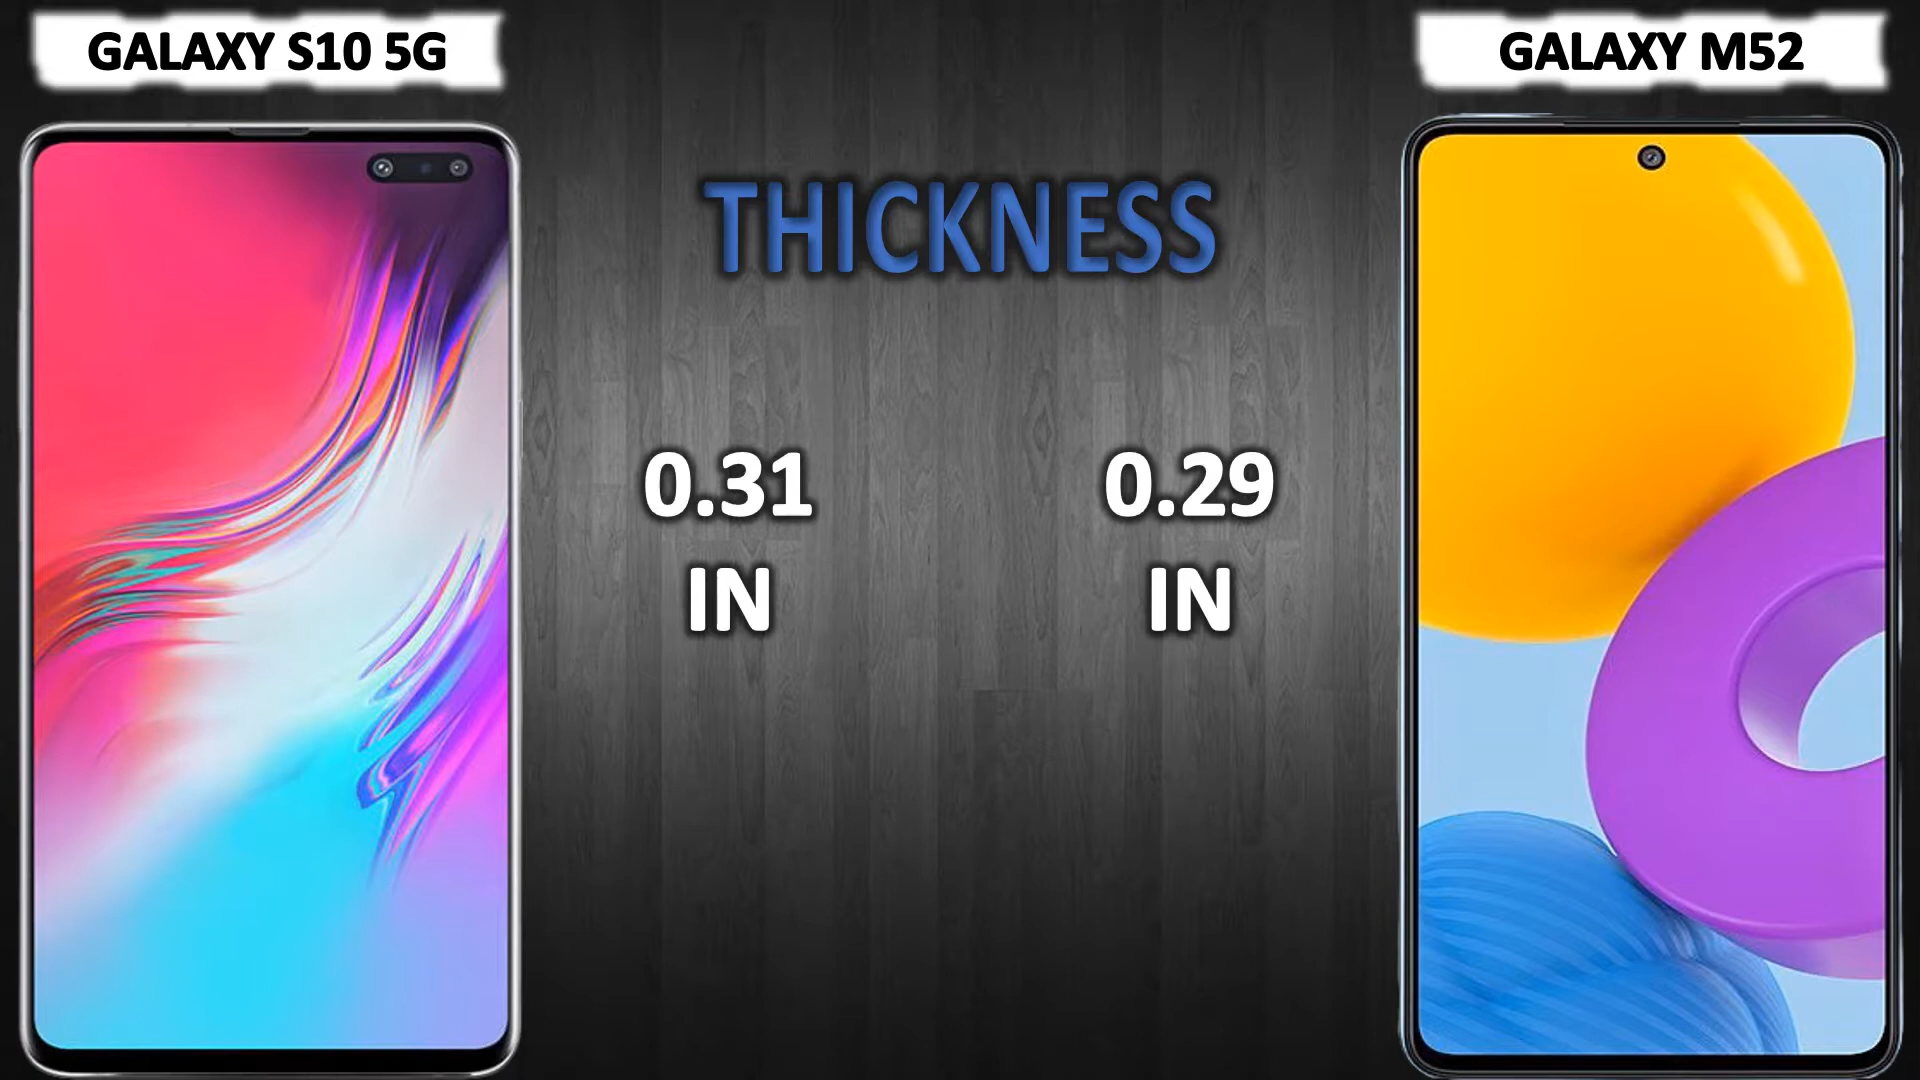 GALAXY S10 5G
GALAXY M52
THICKNESS
0.31
IN
0.29
IN